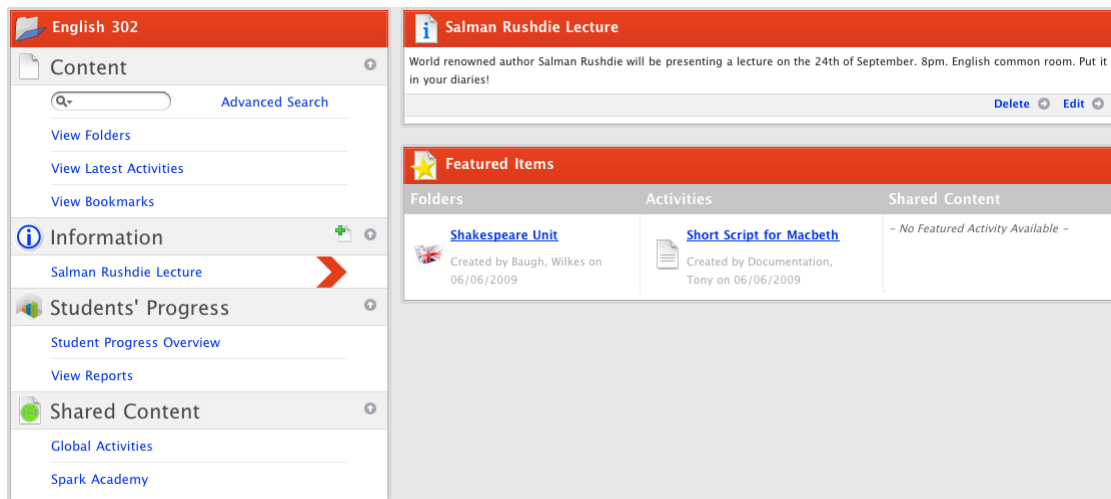 English 302
Content
Advanced Search
View Folders
View Latest Activities
View Bookmarks
Information
Salman Rushdie Lecture
Students' Progress
Student Progress Overview
View Reports
Shared Content
Global Activities
Spark Academy
Salman Rushdie Lecture
World renowned author Salman Rushdie will be presenting a lecture on the 24th of September. 8pm. English common room. Put it
in your diaries!
Delete Edit
Featured Items
Folders Activities Shared Content
Shakespeare Unit
Created by Baugh, Wilkes on
06/06/2009
Short Script for Macbeth
Created by Documentation,
Tony on 06/06/2009
– No Featured Activity Available –